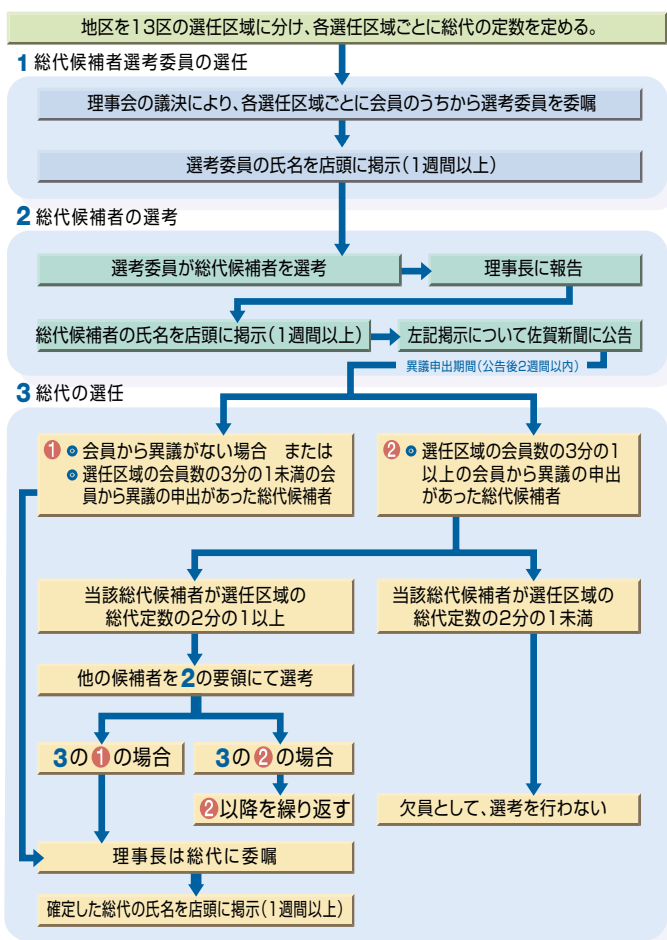 地区を13区の選任区域に分け、各選任区域ごとに総代の定数を定める。
1 総代候補者選考委員の選任
理事会の議決により、各選任区域ごとに会員のうちから選考委員を委嘱
選考委員の氏名を店頭に掲示(1週間以上)
2 総代候補者の選考
選考委員が総代候補者を選考
理事長に報告
総代候補者の氏名を店頭に掲示(1週間以上)
左記掲示について佐賀新聞に公告
異議申出期間(公告後2週間以内)
3 総代の選任
❶ ◎会員から異議がない場合 または
◎選任区域の会員数の3分の1未満の会
員から異議の申出があった総代候補者
❷ ◎選任区域の会員数の3分の1
以上の会員から異議の申出
があった総代候補者
当該総代候補者が選任区域の
総代定数の2分の1以上
当該総代候補者が選任区域の
総代定数の2分の1未満
他の候補者を2の要領にて選考
3の❶の場合
3の❷の場合
❷以降を繰り返す
欠員として、選考を行わない
理事長は総代に委嘱
確定した総代の氏名を店頭に掲示(1週間以上)